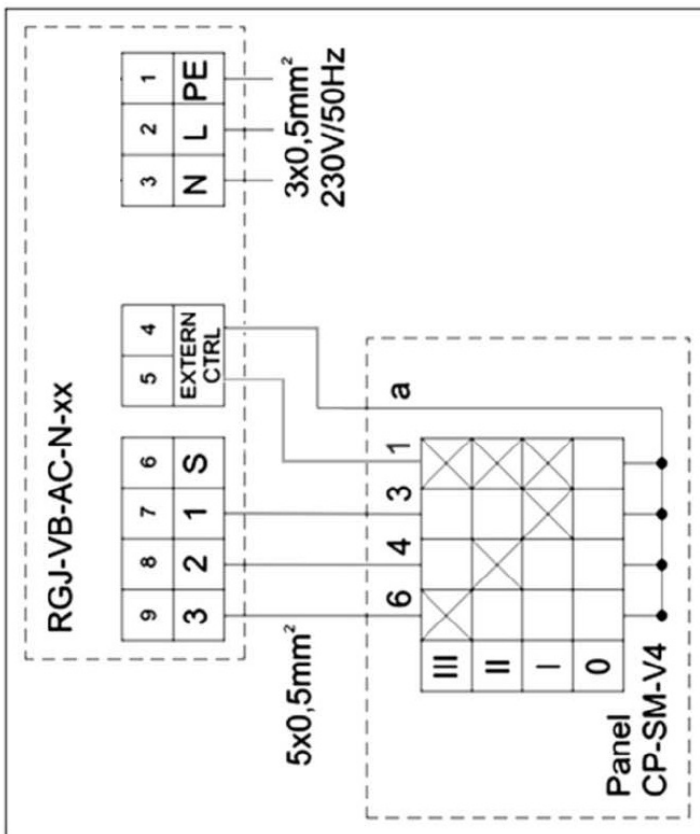 RGJ-VB-AC-N-xx
9 8 7 6 5 4 3 2 1
3 2 1 S EXTERN CTRL N L PE
3x0,5mm²
230V/50Hz
5x0,5mm²
6 4 3 1 a
III
II
I
0
Panel
CP-SM-V4